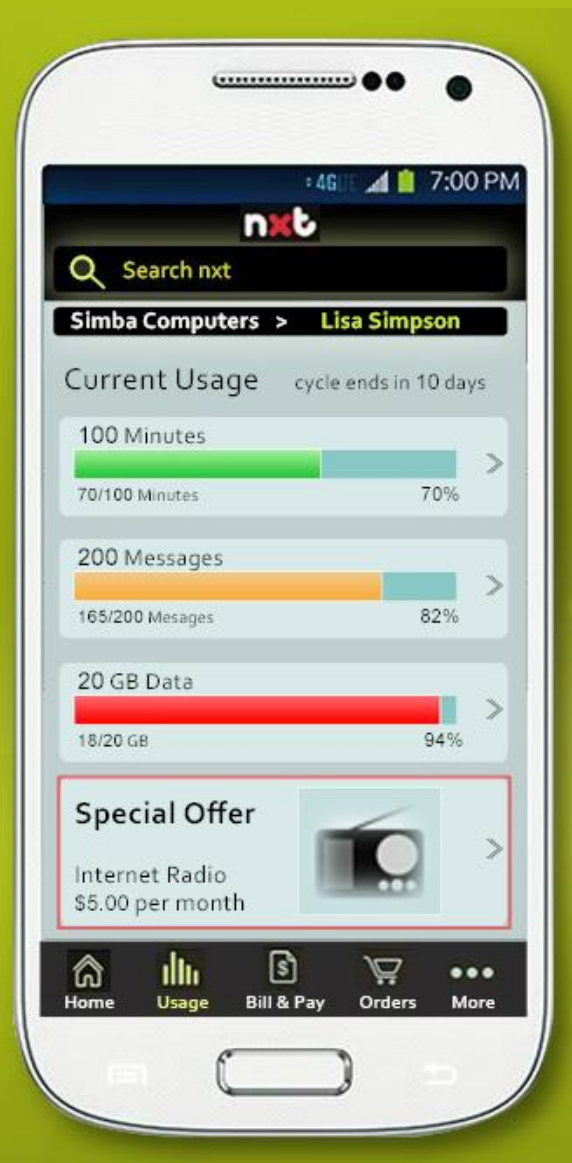 4G LTE 7:00 PM
nxt
Search nxt
Simba Computers > Lisa Simpson
Current Usage cycle ends in 10 days
100 Minutes
70/100 Minutes 70%
200 Messages
165/200 Mesages 82%
20 GB Data
18/20 GB 94%
Special Offer
Internet Radio
$5.00 per month
Home Usage Bill & Pay Orders More